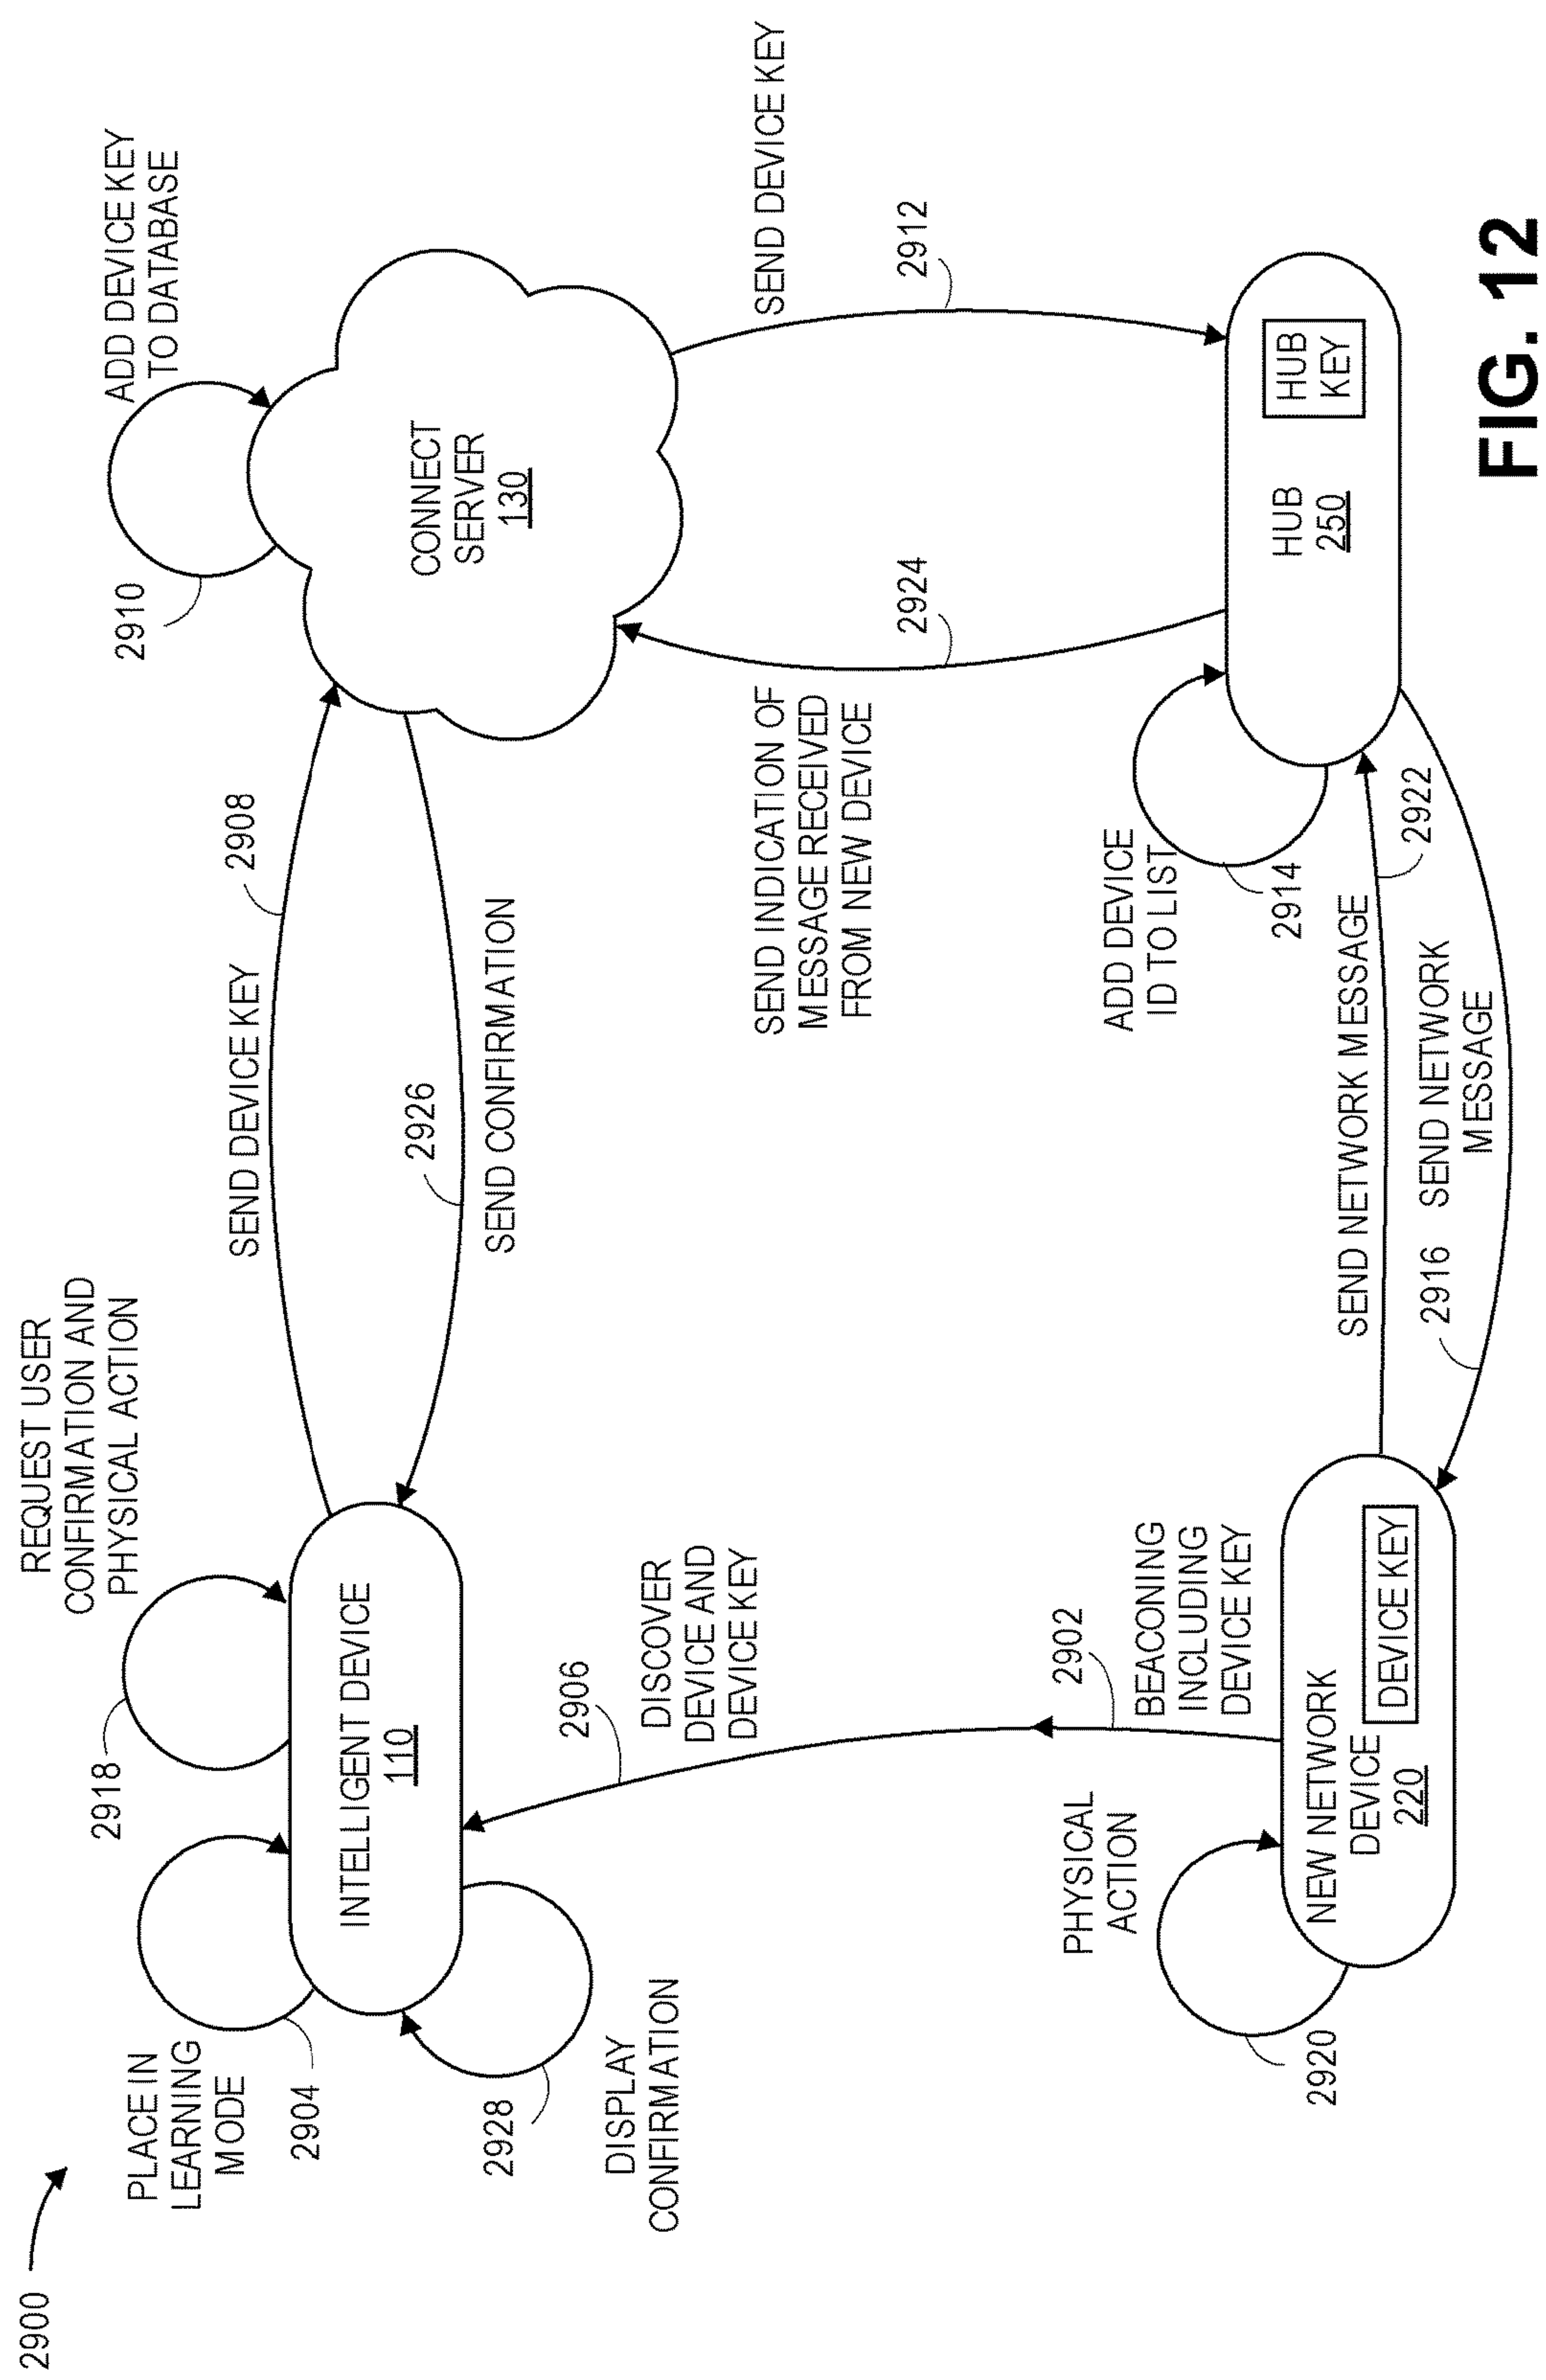 2900
PLACE IN
LEARNING
MODE
2904
2918
REQUEST USER
CONFIRMATION AND
PHYSICAL ACTION
INTELLIGENT DEVICE
110
2928
DISPLAY
CONFIRMATION
SEND DEVICE KEY
2908
2926
SEND CONFIRMATION
2910
ADD DEVICE KEY
TO DATABASE
CONNECT
SERVER
130
2906
DISCOVER
DEVICE AND
DEVICE KEY
2902
BEACONING
INCLUDING
DEVICE KEY
SEND INDICATION OF
MESSAGE RECEIVED
FROM NEW DEVICE
2924
SEND DEVICE KEY
2912
PHYSICAL
ACTION
2920
NEW NETWORK
DEVICE
220
DEVICE KEY
ADD DEVICE
ID TO LIST
2914
SEND NETWORK MESSAGE
2922
2916
SEND NETWORK
MESSAGE
HUB
250
HUB
KEY
FIG. 12